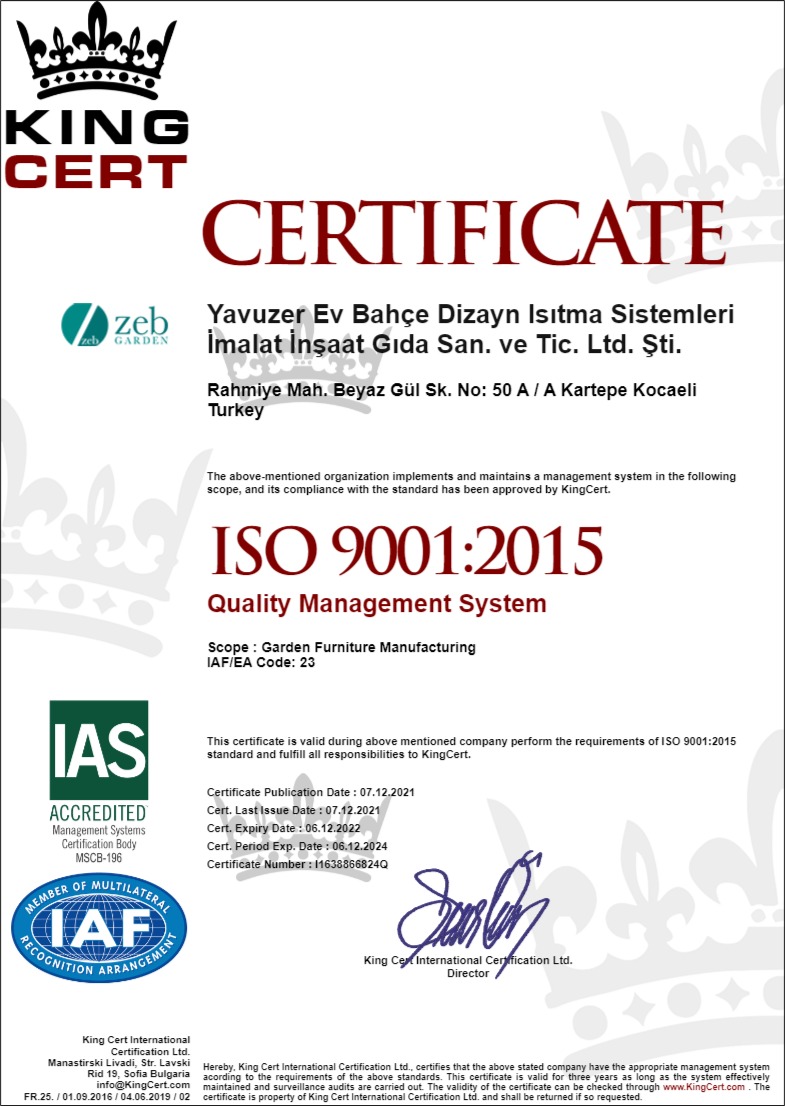 KING
CERT
CERTIFICATE
zeb
zeb
GARDEN
Yavuzer Ev Bahçe Dizayn Isıtma Sistemleri
İmalat İnşaat Gıda San. ve Tic. Ltd. Şti.
Rahmiye Mah. Beyaz Gül Sk. No: 50 A / A Kartepe Kocaeli
Turkey
The above-mentioned organization implements and maintains a management system in the following
scope, and its compliance with the standard has been approved by KingCert.
ISO 9001:2015
Quality Management System
Scope : Garden Furniture Manufacturing
IAF/EA Code: 23
IAS
ACCREDITED
Management Systems
Certification Body
MSCB-196
This certificate is valid during above mentioned company perform the requirements of ISO 9001:2015
standard and fulfill all responsibilities to KingCert.
Certificate Publication Date : 07.12.2021
Cert. Last Issue Date : 07.12.2021
Cert. Expiry Date : 06.12.2022
Cert. Period Exp. Date : 06.12.2024
Certificate Number : I1638866824Q
MEMBER OF MULTILATERAL
IAF
RECOGNITION ARRANGEMENT
King Cert International Certification Ltd.
Director
King Cert International
Certification Ltd.
Manastirski Livadi, Str. Lavski
Rid 19, Sofia Bulgaria
info@KingCert.com
FR.25. / 01.09.2016 / 04.06.2019 / 02
Hereby, King Cert International Certification Ltd., certifies that the above stated company have the appropriate management system
acording to the requirements of the above standards. This certificate is valid for three years as long as the system effectively
maintained and surveillance audits are carried out. The validity of the certificate can be checked through www.KingCert.com . The
certificate is property of King Cert International Certification Ltd. and shall be returned if so requested.